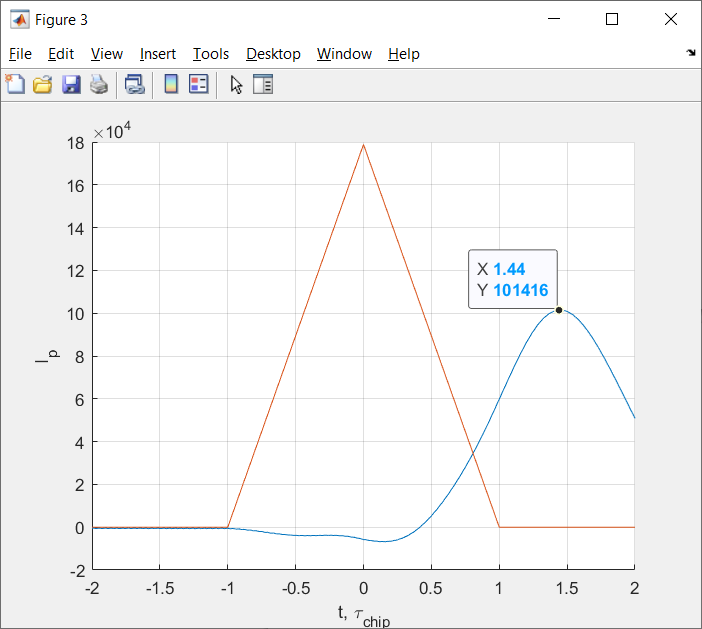 Figure 3
File Edit View Insert Tools Desktop Window Help
×10⁴
18
16
14
12
10
8
6
4
2
0
-2
I_p
X 1.44
Y 101416
-2 -1.5 -1 -0.5 0 0.5 1 1.5 2
t, τ_chip